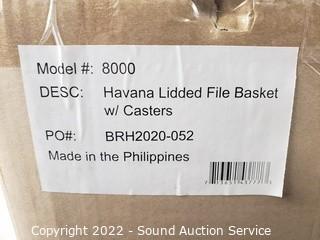 Model #: 8000
DESC: Havana Lidded File Basket
w/ Casters
PO#: BRH2020-052
Made in the Philippines
Copyright 2022 - Sound Auction Service